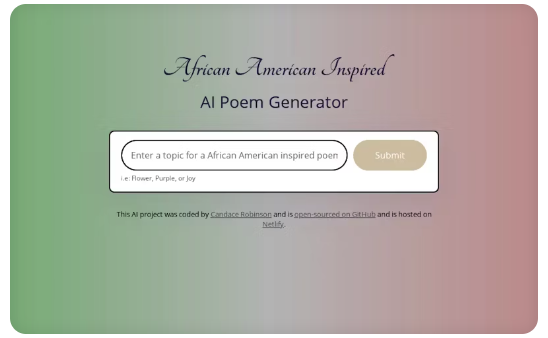 African American Inspired
AI Poem Generator
Enter a topic for a African American inspired poem
Submit
i.e: Flower, Purple, or Joy
This AI project was coded by Candace Robinson and is open-sourced on GitHub and is hosted on
Netlify.